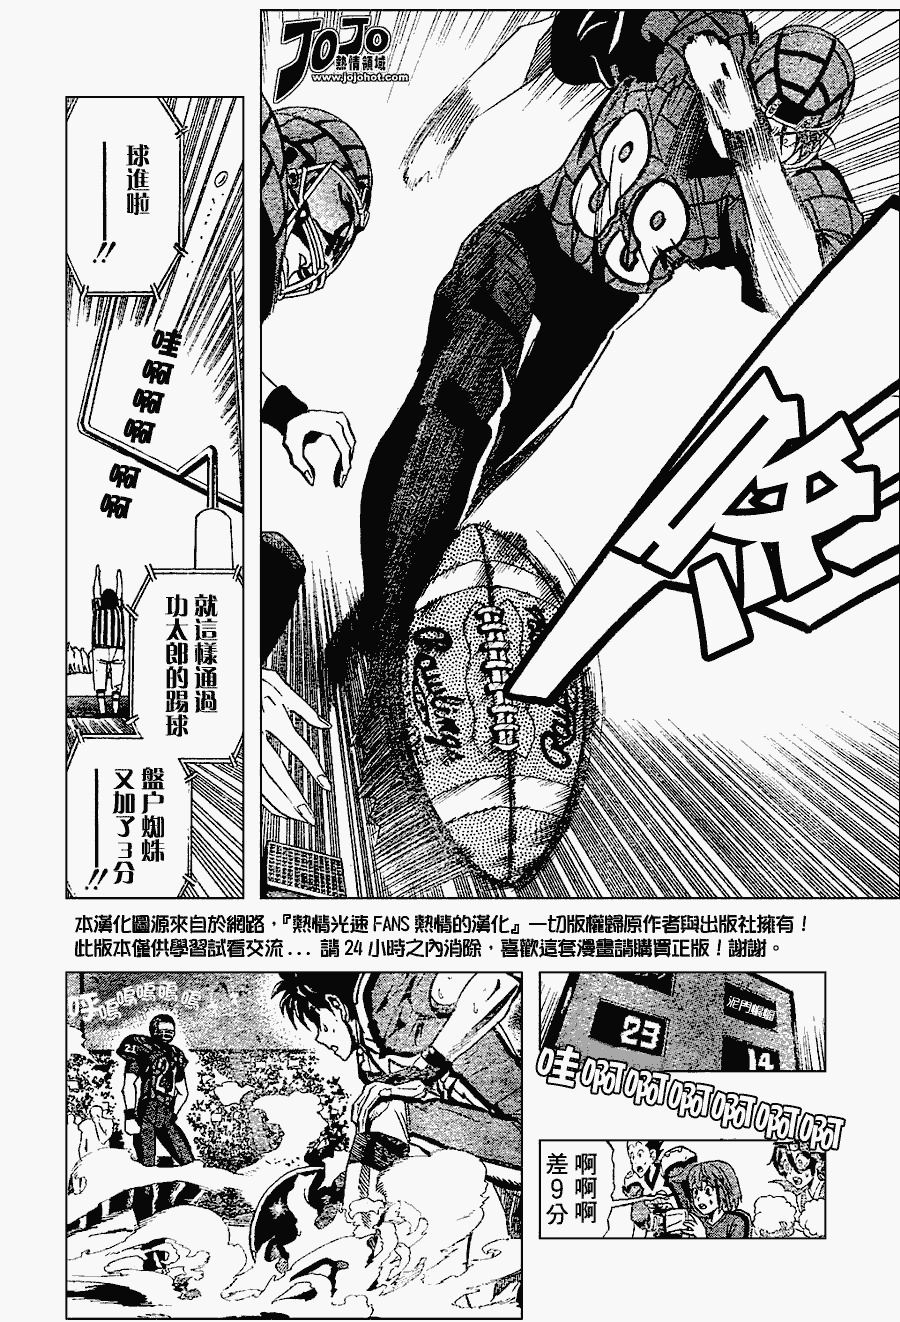 JoJo
熱情領域
www.jojohot.com
球進啦
——!!
哇啊啊啊啊啊
就這樣通過
功太郎的踢球
盤戶蜘蛛
又加了3分
——!!
Rawlings
本漢化圖源來自於網路，『熱情光速 FANS 熱情的漢化』一切版權歸原作者與出版社擁有！
此版本僅供學習試看交流... 請 24 小時之內消除，喜歡這套漫畫請購買正版！謝謝。
23
14
哇啊啊啊啊啊啊
啊啊啊
差9分
呼嗚嗚嗚嗚嗚
2